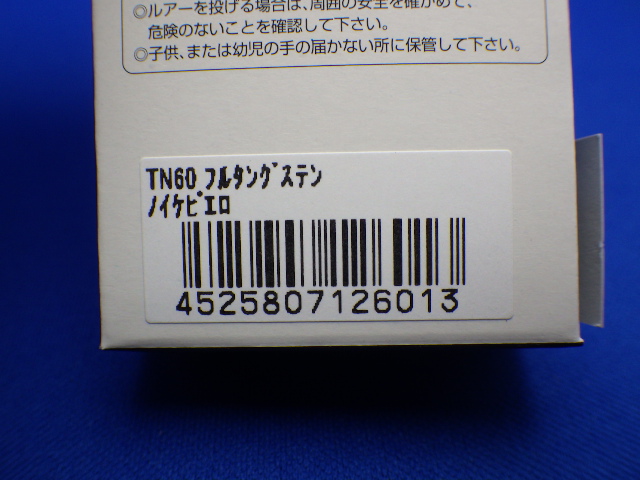 ◎ルアーを投げる場合は、周囲の安全を確かめて、
危険のないことを確認して下さい。
◎子供、または幼児の手の届かない所に保管して下さい。
TN60 フルタングステン
ノイケピエロ
4525807126013